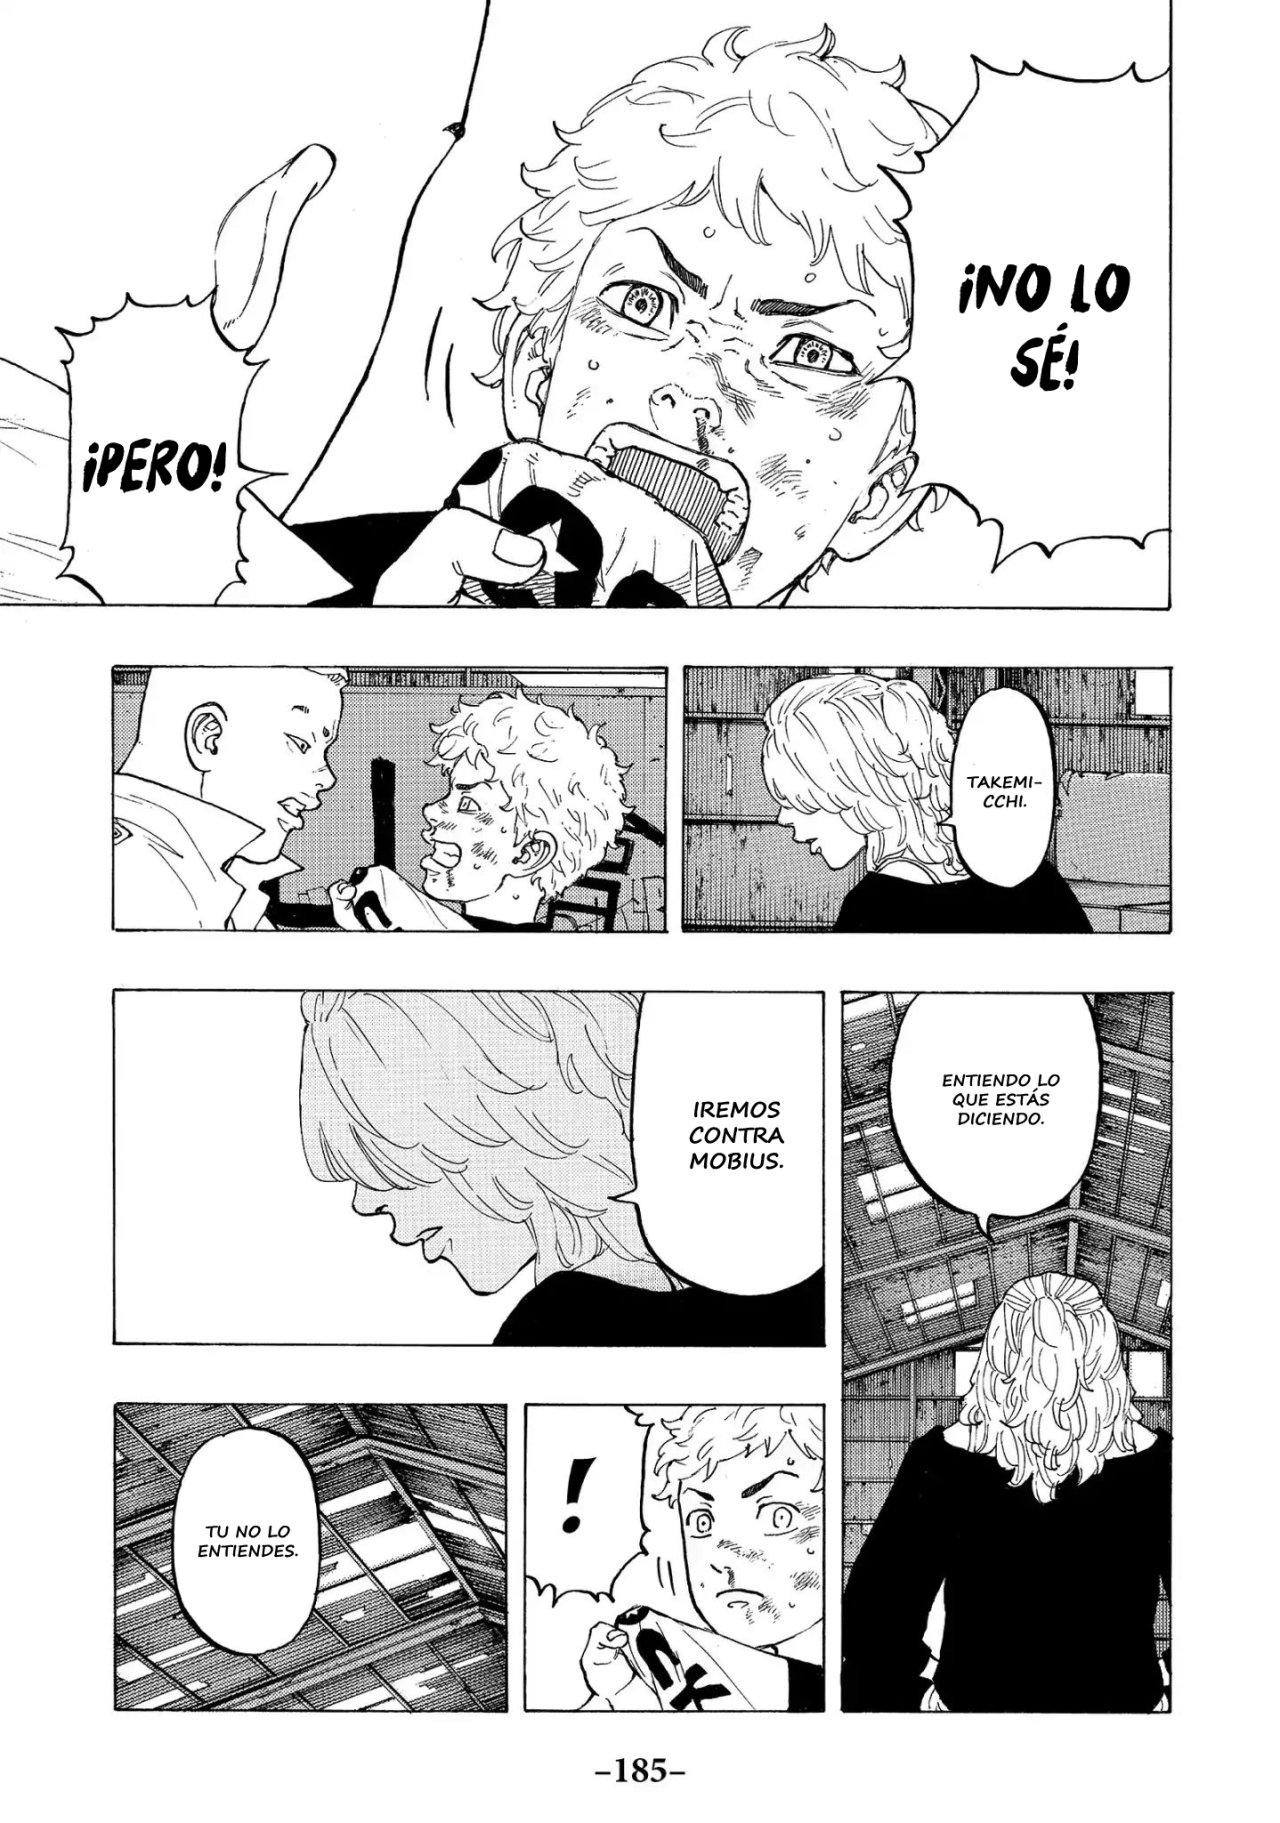 ¡NO LO
SÉ!
¡PERO!
TAKEMI-
CCHI.
ENTIENDO LO
QUE ESTÁS
DICIENDO.
IREMOS
CONTRA
MOBIUS.
!
CK
TU NO LO
ENTIENDES.
-185-